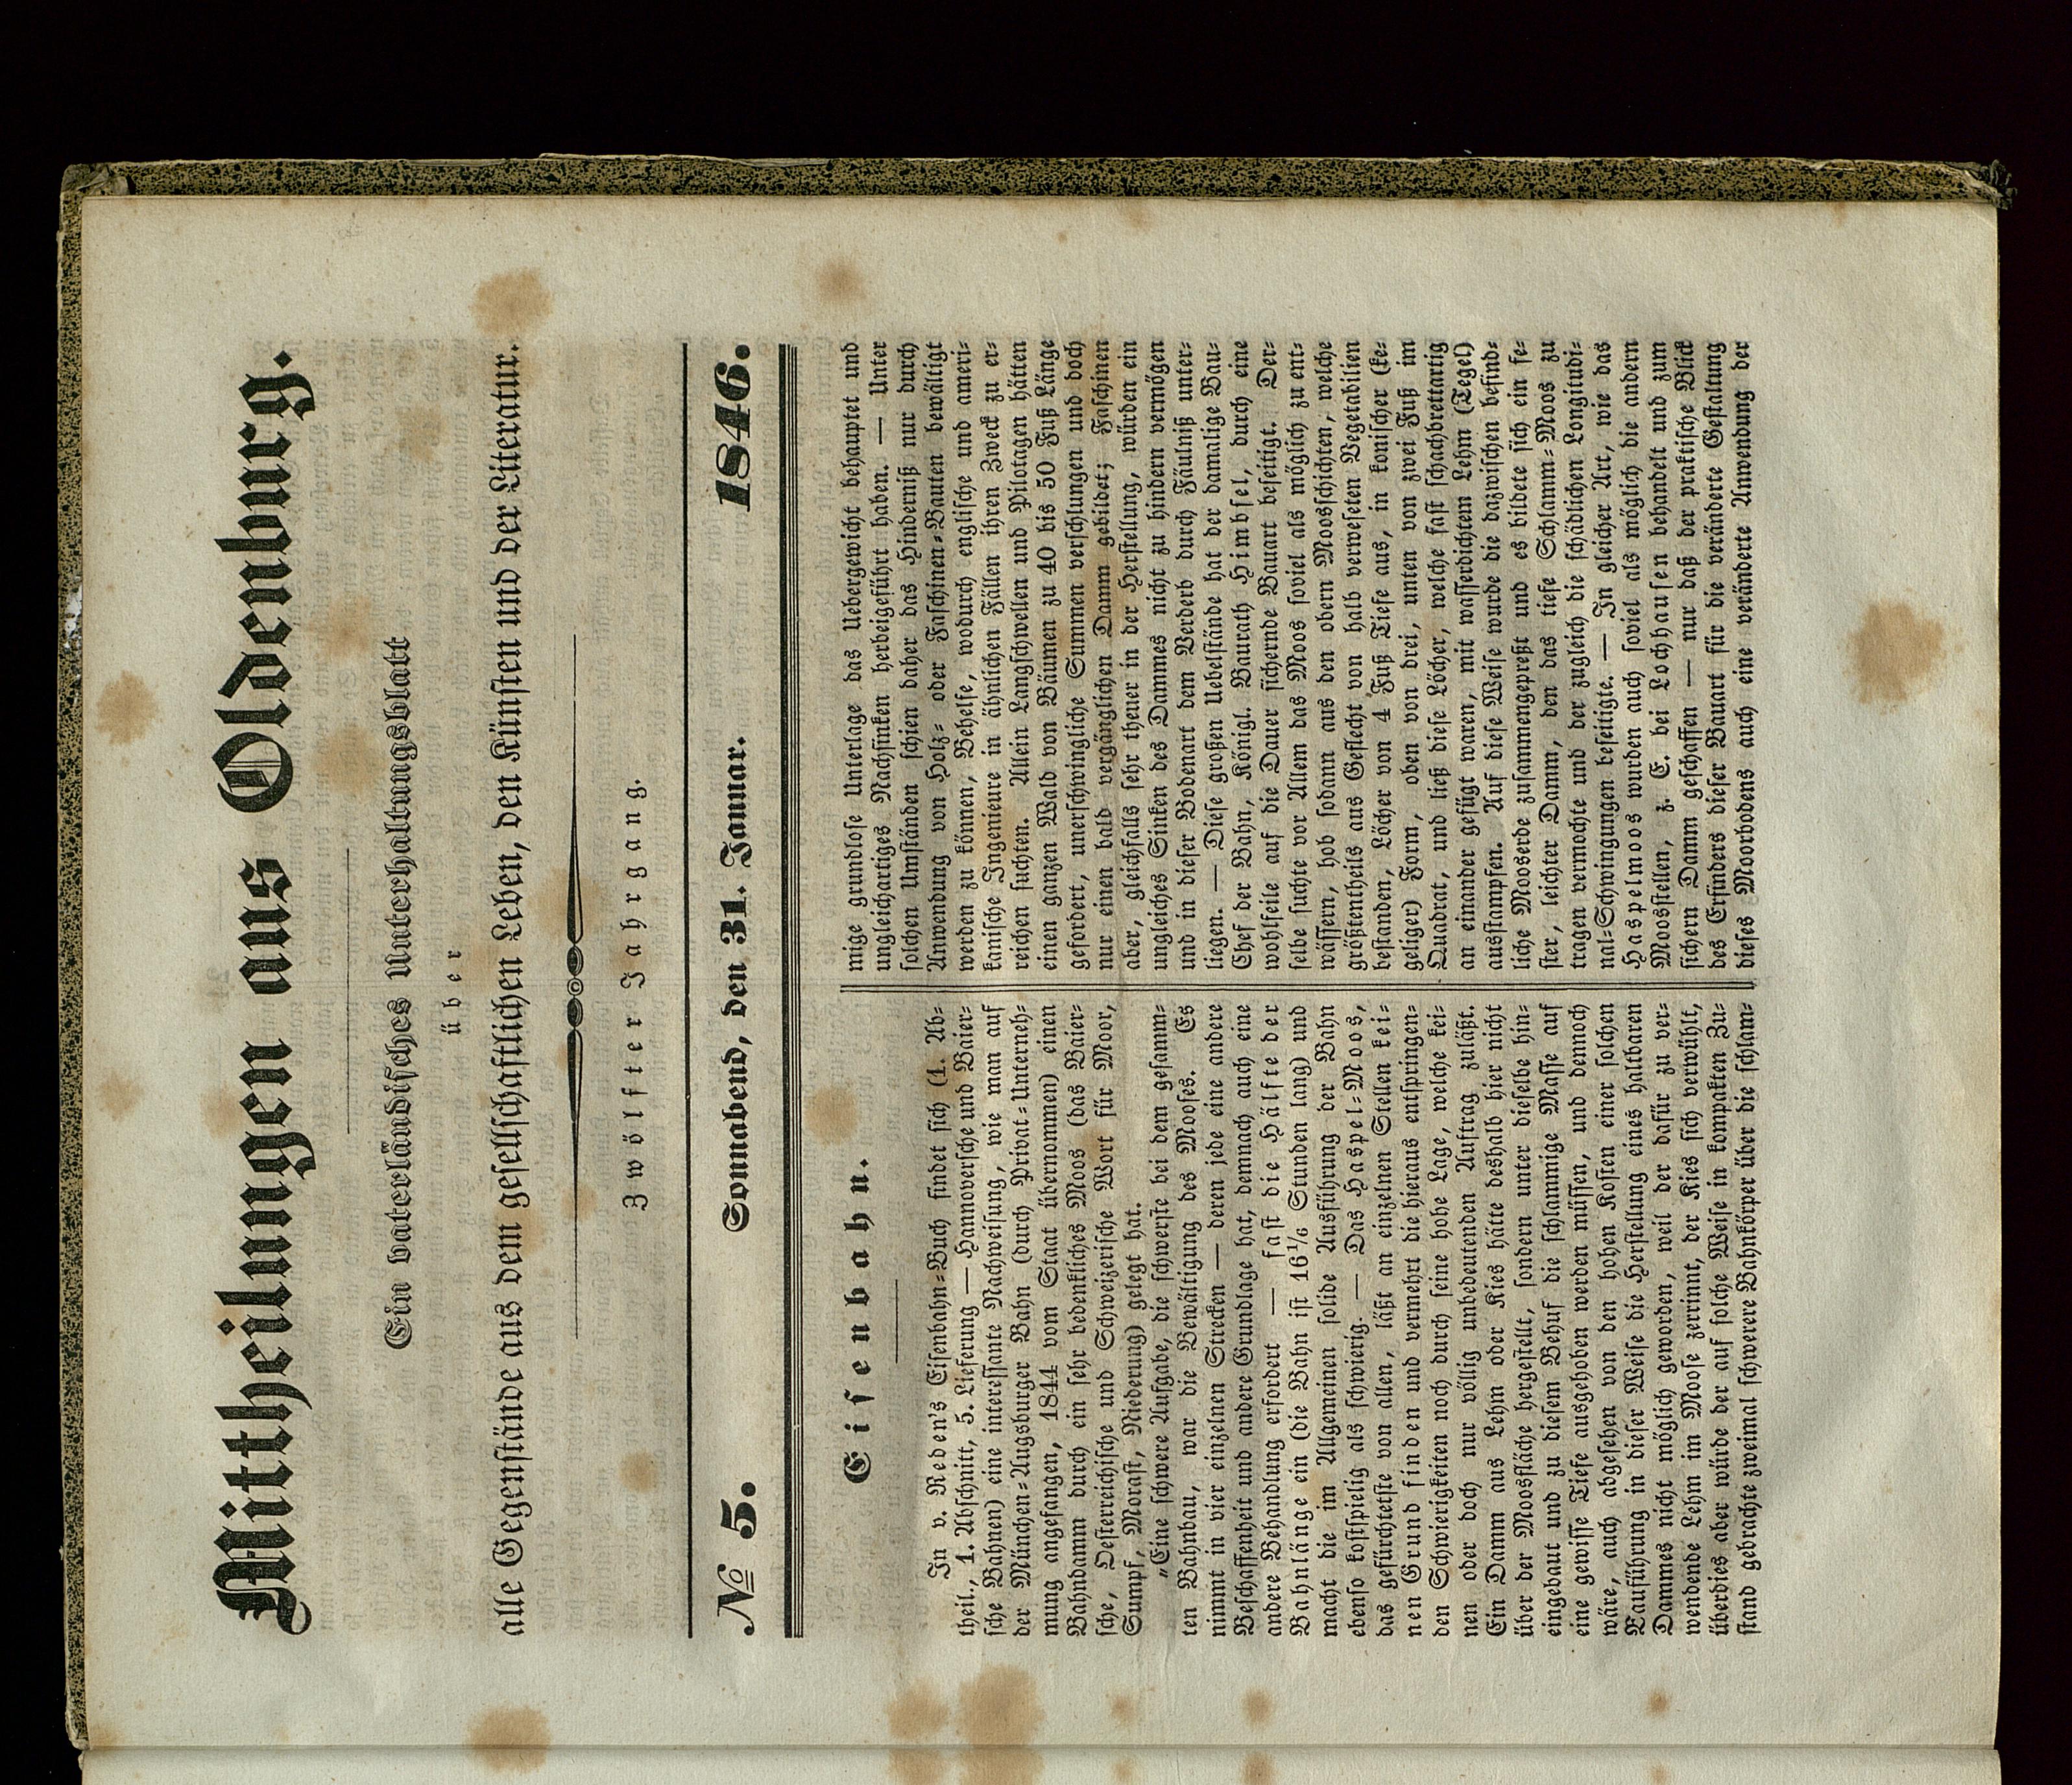 Mittheilungen aus Oldenburg.
Ein vaterländisches Unterhaltungsblatt
über
alle Gegenstände aus dem gesellschaftlichen Leben, den Künsten und der Literatur.
Zwölfter Jahrgang.
№ 5. Sonnabend, den 31. Januar. 1846.
Eisenbahn.
In v. Reden's Eisenbahn-Buch findet sich (1. Ab-
theil., 1. Abschnitt, 5. Lieferung — Hannoversche und Baier-
sche Bahnen) eine interessante Nachweisung, wie man auf
der München-Augsburger Bahn (durch Privat-Unterneh-
mung angefangen, 1844 vom Staat übernommen) einen
Bahndamm durch ein sehr bedenkliches Moos (das Baier-
sche, Oesterreichische und Schweizerische Wort für Moor,
Sumpf, Morast, Niederung) gelegt hat.
„Eine schwere Aufgabe, die schwerste bei dem gesamm-
ten Bahnbau, war die Bewältigung des Mooses. Es
nimmt in vier einzelnen Strecken — deren jede eine andere
Beschaffenheit und andere Grundlage hat, demnach auch eine
andere Behandlung erfordert — fast die Hälfte der
Bahnlänge ein (die Bahn ist 16 1/6 Stunden lang) und
macht die im Allgemeinen solide Ausführung der Bahn
ebenso kostspielig als schwierig. — Das Haspel-Moos,
das gefürchtetste von allen, läßt an einzelnen Stellen kei-
nen Grund finden und vermehrt die hieraus entspringen-
den Schwierigkeiten noch durch seine hohe Lage, welche kei-
nen oder doch nur völlig unbedeutenden Auftrag zuläßt.
Ein Damm aus Lehm oder Kies hätte deshalb hier nicht
über der Moosfläche hergestellt, sondern unter dieselbe hin-
eingebaut und zu diesem Behuf die schlammige Masse auf
eine gewisse Tiefe ausgehoben werden müssen, und dennoch
wäre, auch abgesehen von den hohen Kosten einer solchen
Bauführung in dieser Weise die Herstellung eines haltbaren
Dammes nicht möglich geworden, weil der dafür zu ver-
wendende Lehm im Moose zerrinnt, der Kies sich verwühlt,
überdies aber würde der auf solche Weise in kompakten Zu-
stand gebrachte zweimal schwerere Bahnkörper über die schlam-
mige grundlose Unterlage das Uebergewicht behauptet und
ungleichartiges Nachsinken herbeigeführt haben. — Unter
solchen Umständen schien daher das Hinderniß nur durch
Anwendung von Holz- oder Faschinen-Bauten bewältigt
werden zu können, Behelfe, wodurch englische und ameri-
kanische Ingenieure in ähnlichen Fällen ihren Zweck zu er-
reichen suchten. Allein Langschwellen und Pilotagen hätten
einen ganzen Wald von Bäumen zu 40 bis 50 Fuß Länge
gefordert, unerschwingliche Summen verschlungen und doch
nur einen bald vergänglichen Damm gebildet; Faschinen
aber, gleichfalls sehr theuer in der Herstellung, würden ein
ungleiches Sinken des Dammes nicht zu hindern vermögen
und in dieser Bodenart dem Verderb durch Fäulniß unter-
liegen. — Diese großen Uebelstände hat der damalige Bau-
Chef der Bahn, Königl. Baurath Himbsel, durch eine
wohlfeile auf die Dauer sichernde Bauart beseitigt. Der-
selbe suchte vor Allem das Moos soviel als möglich zu ent-
wässern, hob sodann aus den obern Moosschichten, welche
größtentheils aus Geflecht von halb verwesten Vegetabilien
bestanden, Löcher von 4 Fuß Tiefe aus, in konischer (ke-
geliger) Form, oben von drei, unten von zwei Fuß im
Quadrat, und ließ diese Löcher, welche fast schachbrettartig
an einander gefügt waren, mit wasserdichtem Lehm (Tegel)
ausstampfen. Auf diese Weise wurde die dazwischen befind-
liche Mooserde zusammengepreßt und es bildete sich ein fe-
ster, leichter Damm, den das tiefe Schlamm-Moos zu
tragen vermochte und der zugleich die schädlichen Longitudi-
nal-Schwingungen beseitigte. — In gleicher Art, wie das
Haspelmoos wurden auch soviel als möglich die andern
Moosstellen, z. E. bei Lochhausen behandelt und zum
sichern Damm geschaffen — nur daß der praktische Blick
des Erfinders dieser Bauart für die veränderte Gestaltung
dieses Moorbodens auch eine veränderte Anwendung der